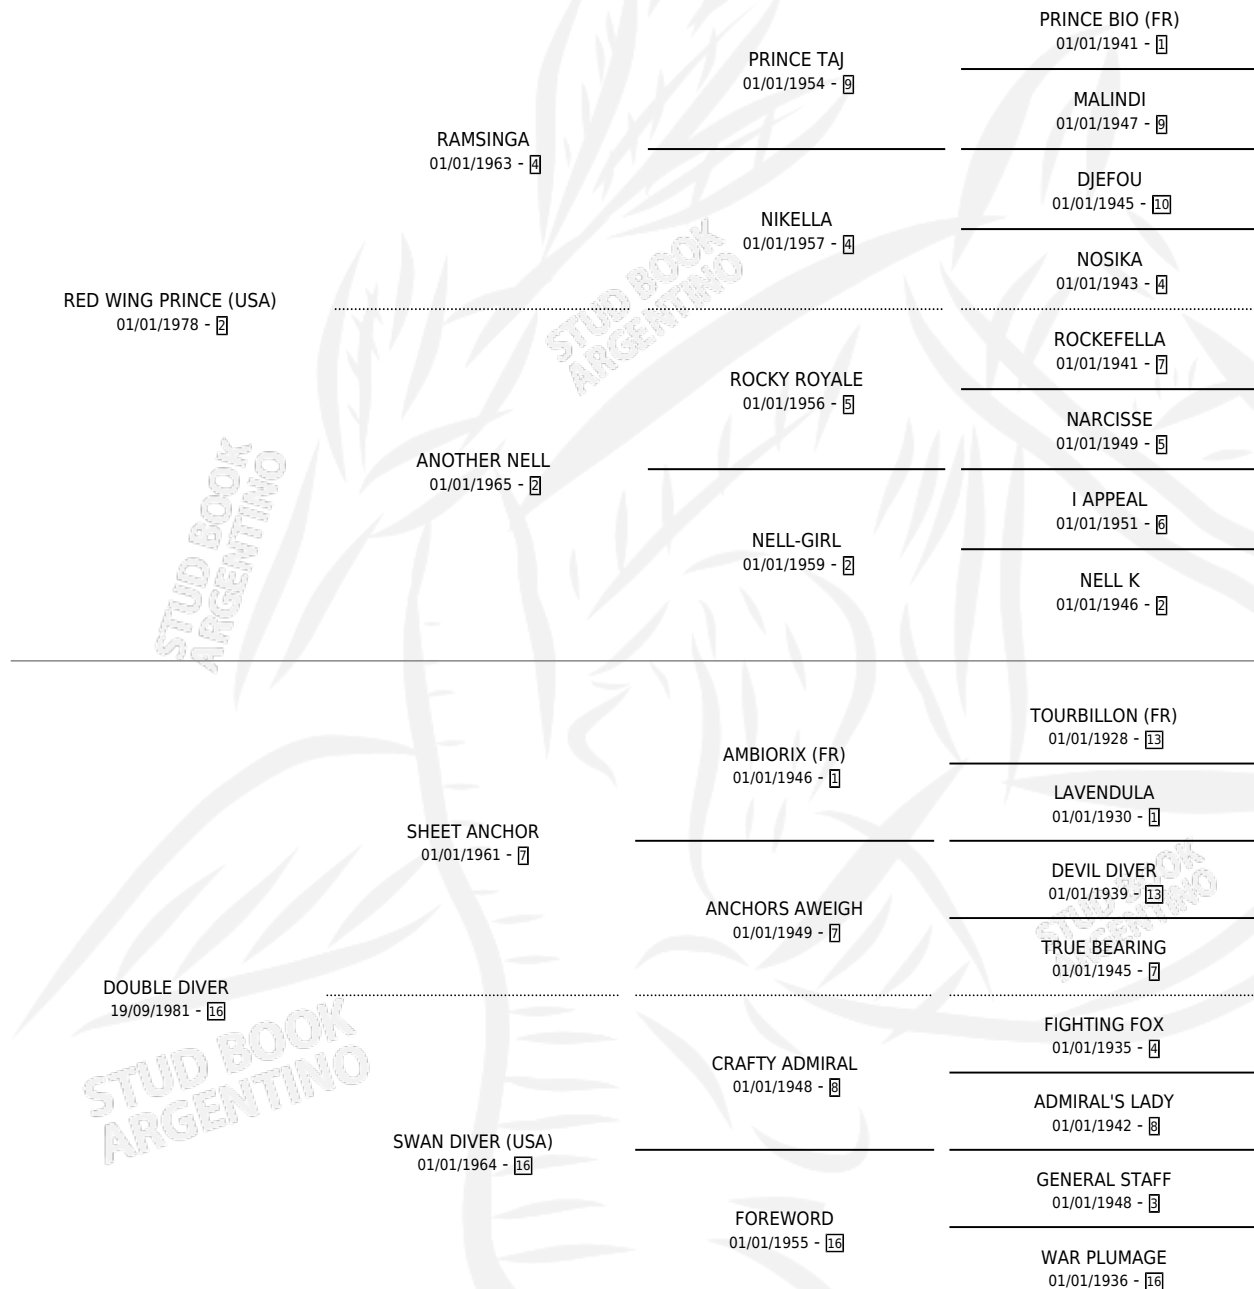 PRINCE BIO (FR)
01/01/1941 - 1
PRINCE TAJ
01/01/1954 - 9
MALINDI
01/01/1947 - 9
RAMSINGA
01/01/1963 - 4
DJEFOU
01/01/1945 - 10
NIKELLA
01/01/1957 - 4
NOSIKA
01/01/1943 - 4
RED WING PRINCE (USA)
01/01/1978 - 2
ROCKEFELLA
01/01/1941 - 7
ROCKY ROYALE
01/01/1956 - 5
NARCISSE
01/01/1949 - 5
ANOTHER NELL
01/01/1965 - 2
I APPEAL
01/01/1951 - 6
NELL-GIRL
01/01/1959 - 2
NELL K
01/01/1946 - 2
STUD BOOK
ARGENTINO
STUD BOOK
ARGENTINO
TOURBILLON (FR)
01/01/1928 - 13
AMBIORIX (FR)
01/01/1946 - 1
LAVENDULA
01/01/1930 - 1
SHEET ANCHOR
01/01/1961 - 7
DEVIL DIVER
01/01/1939 - 13
ANCHORS AWEIGH
01/01/1949 - 7
TRUE BEARING
01/01/1945 - 7
STUD BOOK
ARGENTINO
DOUBLE DIVER
19/09/1981 - 16
FIGHTING FOX
01/01/1935 - 4
CRAFTY ADMIRAL
01/01/1948 - 8
ADMIRAL'S LADY
01/01/1942 - 8
STUD BOOK
ARGENTINO
SWAN DIVER (USA)
01/01/1964 - 16
GENERAL STAFF
01/01/1948 - 3
FOREWORD
01/01/1955 - 16
WAR PLUMAGE
01/01/1936 - 16